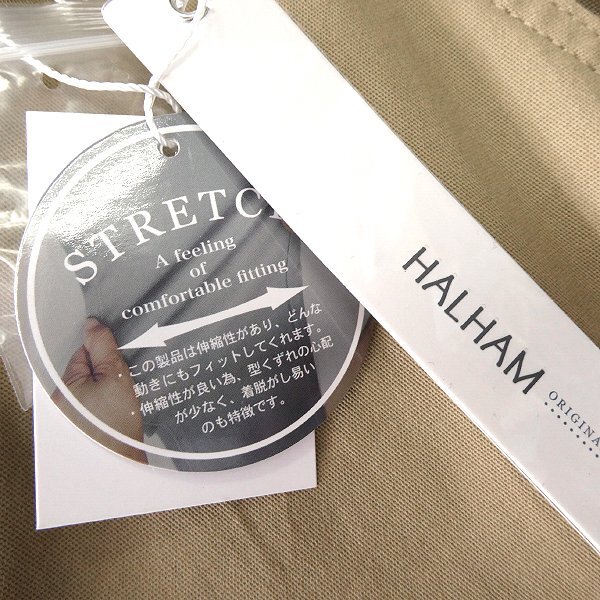 STRETC
A feeling
of
comfortable fitting
・この製品は伸縮性があり、どんな
動きにもフィットしてくれます。
・伸縮性が良い為、型くずれの心配
が少なく、着脱がし易い
のも特徴です。
HALHAM
ORIGINA